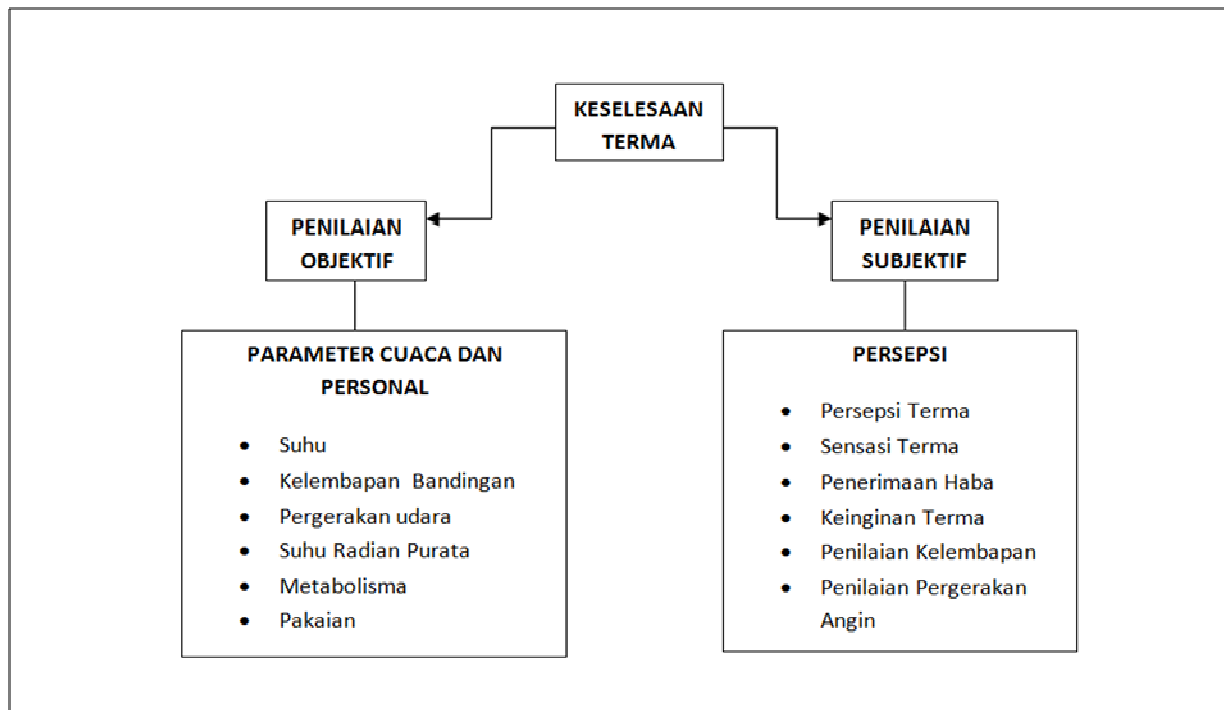 KESELESAAN
TERMA
PENILAIAN
OBJEKTIF
PENILAIAN
SUBJEKTIF
PARAMETER CUACA DAN
PERSONAL
• Suhu
• Kelembapan Bandingan
• Pergerakan udara
• Suhu Radian Purata
• Metabolisma
• Pakaian
PERSEPSI
• Persepsi Terma
• Sensasi Terma
• Penerimaan Haba
• Keinginan Terma
• Penilaian Kelembapan
• Penilaian Pergerakan
Angin